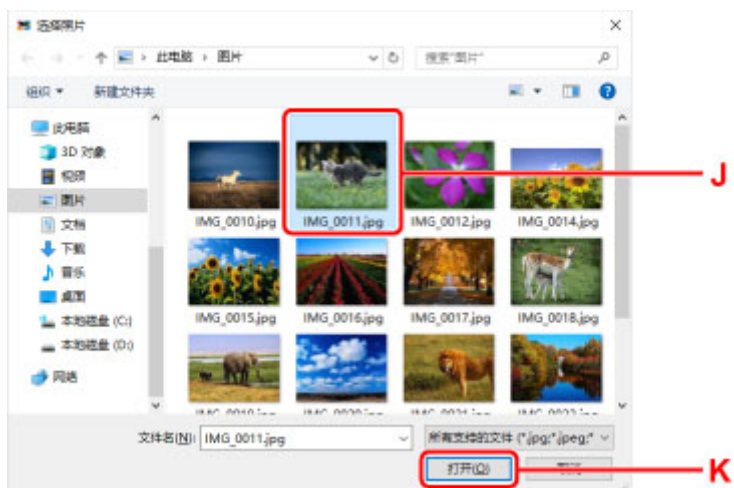 选择照片
此电脑 › 图片
搜索"图片"
组织 新建文件夹
此电脑
3D 对象
视频
图片
文档
下载
音乐
桌面
本地磁盘 (C:)
本地磁盘 (D:)
网络
IMG_0010.jpg IMG_0011.jpg IMG_0012.jpg IMG_0014.jpg
J
IMG_0015.jpg IMG_0016.jpg IMG_0017.jpg IMG_0018.jpg
文件名(N): IMG_0011.jpg 所有支持的文件 (*.jpg;*.jpeg;*
打开(O)
K